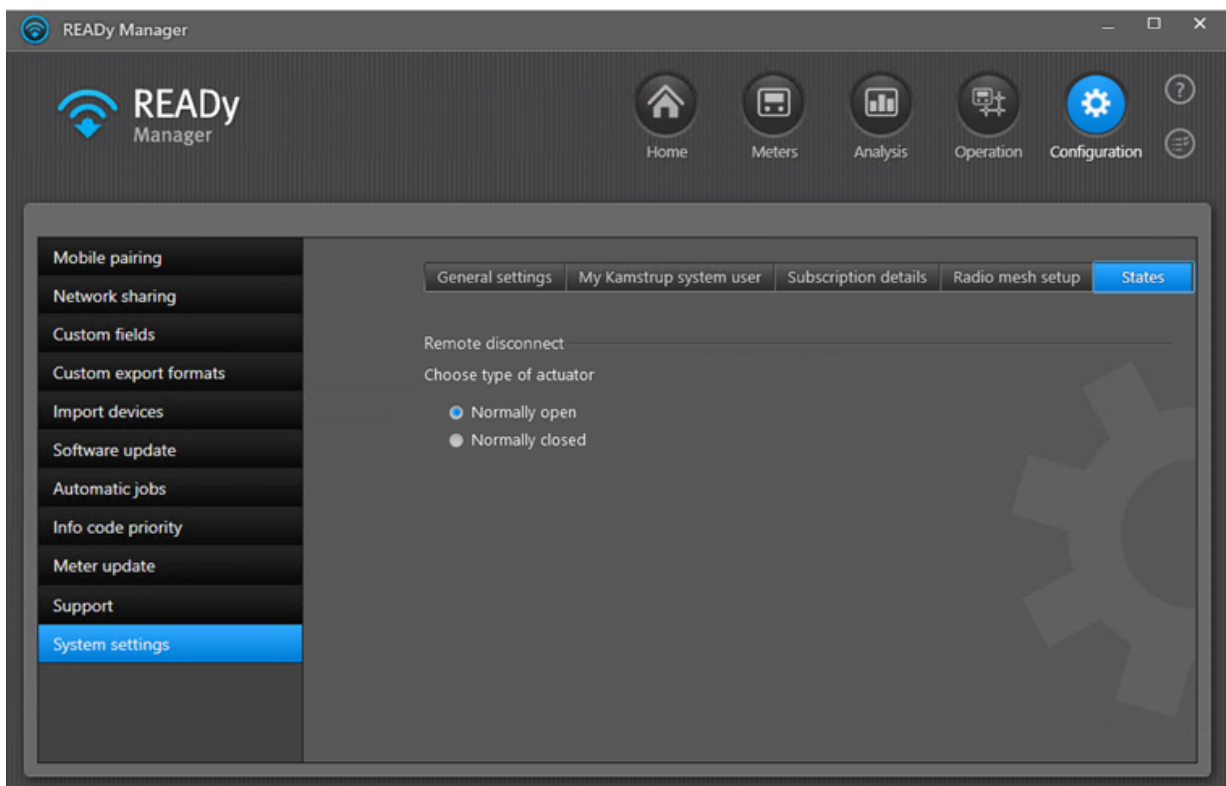 READy Manager
READy
Manager
Home Meters Analysis Operation Configuration
?
Mobile pairing
Network sharing
Custom fields
Custom export formats
Import devices
Software update
Automatic jobs
Info code priority
Meter update
Support
System settings
General settings My Kamstrup system user Subscription details Radio mesh setup States
Remote disconnect
Choose type of actuator
Normally open
Normally closed